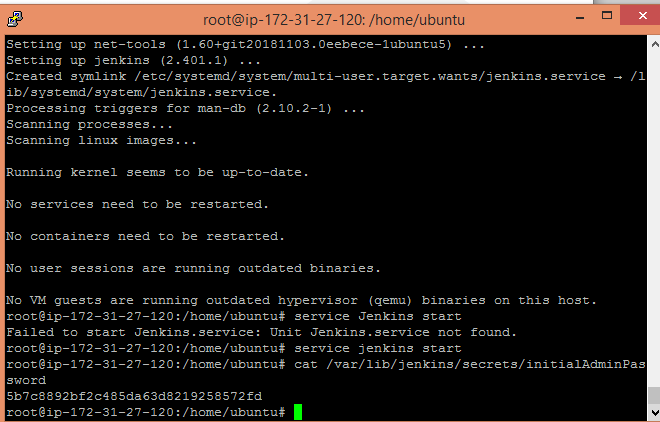 root@ip-172-31-27-120: /home/ubuntu
Setting up net-tools (1.60+git20181103.0eebece-1ubuntu5) ...
Setting up jenkins (2.401.1) ...
Created symlink /etc/systemd/system/multi-user.target.wants/jenkins.service → /l
ib/systemd/system/jenkins.service.
Processing triggers for man-db (2.10.2-1) ...
Scanning processes...
Scanning linux images...
Running kernel seems to be up-to-date.
No services need to be restarted.
No containers need to be restarted.
No user sessions are running outdated binaries.
No VM guests are running outdated hypervisor (qemu) binaries on this host.
root@ip-172-31-27-120:/home/ubuntu# service Jenkins start
Failed to start Jenkins.service: Unit Jenkins.service not found.
root@ip-172-31-27-120:/home/ubuntu# service jenkins start
root@ip-172-31-27-120:/home/ubuntu# cat /var/lib/jenkins/secrets/initialAdminPas
sword
5b7c8892bf2c485da63d8219258572fd
root@ip-172-31-27-120:/home/ubuntu#